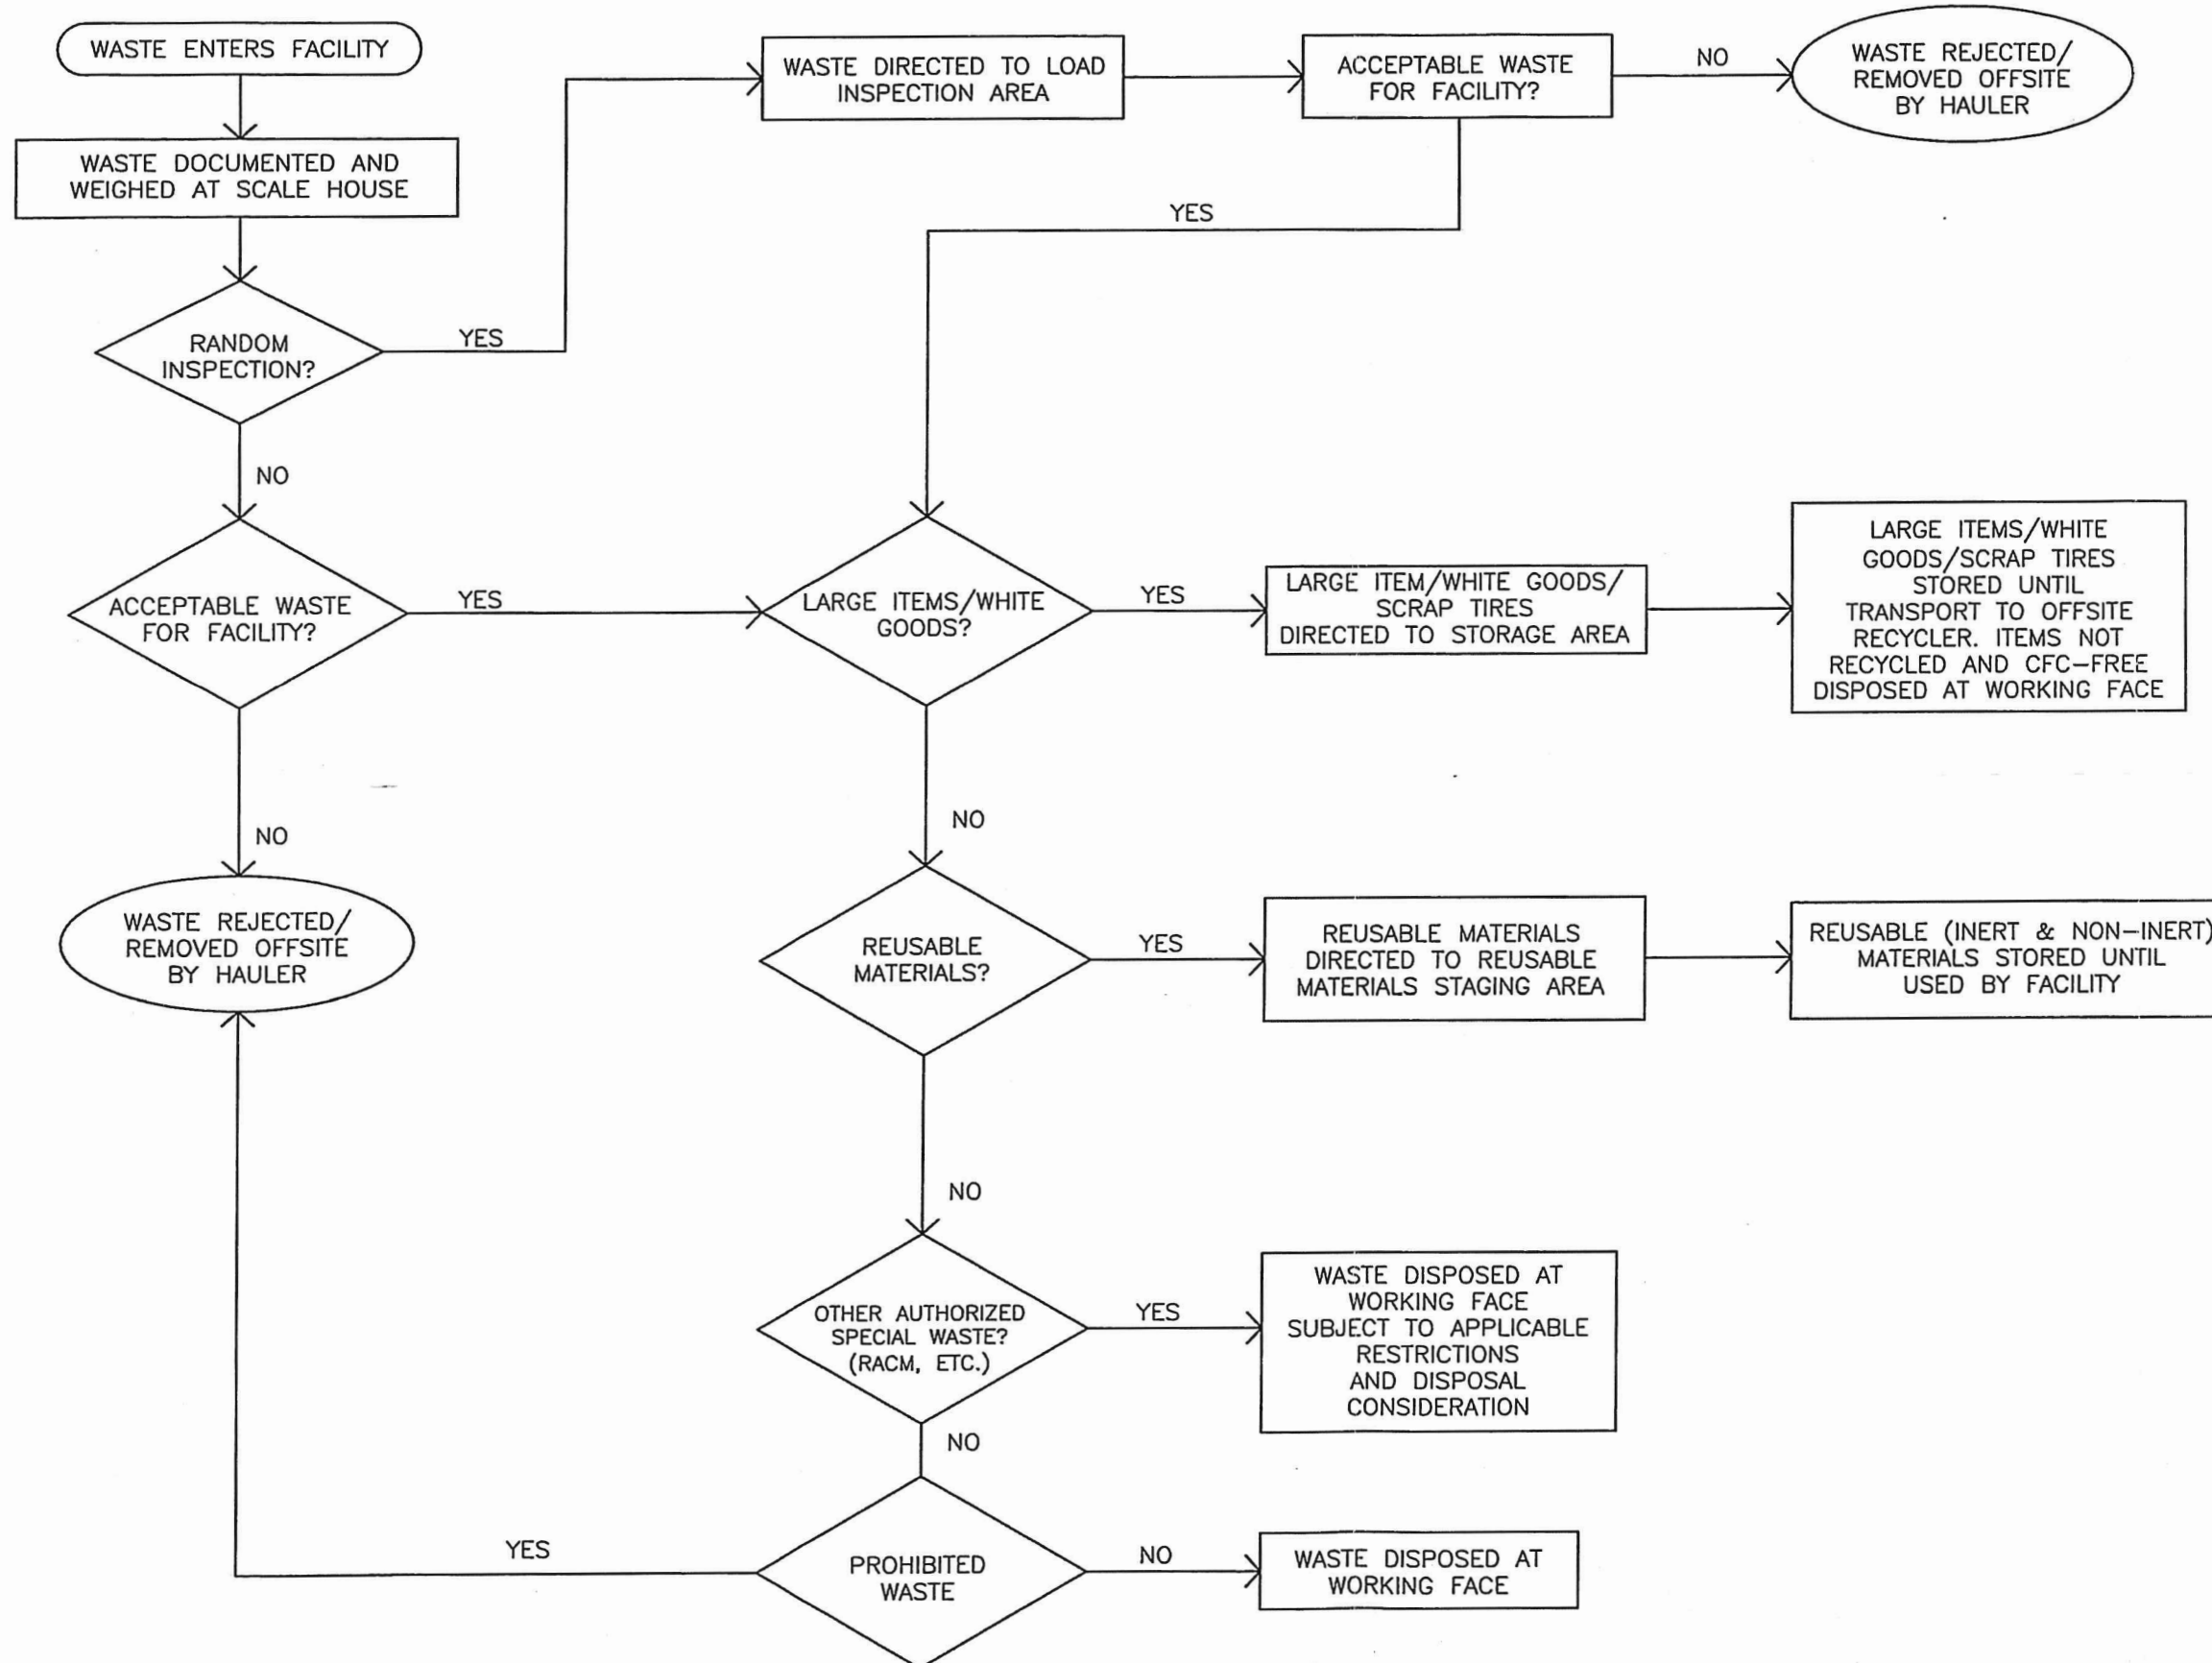 WASTE ENTERS FACILITY
WASTE DOCUMENTED AND
WEIGHED AT SCALE HOUSE
RANDOM
INSPECTION?
YES
NO
WASTE DIRECTED TO LOAD
INSPECTION AREA
ACCEPTABLE WASTE
FOR FACILITY?
NO
WASTE REJECTED/
REMOVED OFFSITE
BY HAULER
YES
ACCEPTABLE WASTE
FOR FACILITY?
YES
NO
WASTE REJECTED/
REMOVED OFFSITE
BY HAULER
LARGE ITEMS/WHITE
GOODS?
YES
LARGE ITEM/WHITE GOODS/
SCRAP TIRES
DIRECTED TO STORAGE AREA
LARGE ITEMS/WHITE
GOODS/SCRAP TIRES
STORED UNTIL
TRANSPORT TO OFFSITE
RECYCLER. ITEMS NOT
RECYCLED AND CFC-FREE
DISPOSED AT WORKING FACE
NO
REUSABLE
MATERIALS?
YES
REUSABLE MATERIALS
DIRECTED TO REUSABLE
MATERIALS STAGING AREA
REUSABLE (INERT & NON-INERT)
MATERIALS STORED UNTIL
USED BY FACILITY
NO
OTHER AUTHORIZED
SPECIAL WASTE?
(RACM, ETC.)
YES
WASTE DISPOSED AT
WORKING FACE
SUBJECT TO APPLICABLE
RESTRICTIONS
AND DISPOSAL
CONSIDERATION
NO
PROHIBITED
WASTE
YES
NO
WASTE DISPOSED AT
WORKING FACE